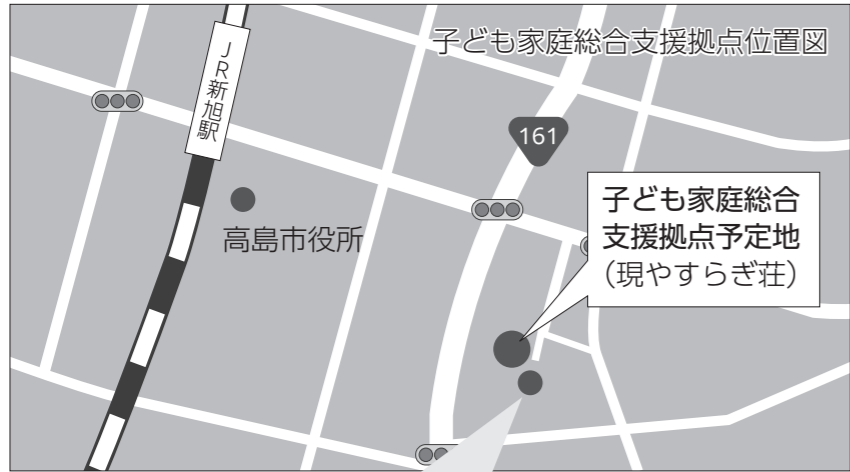 子ども家庭総合支援拠点位置図
JR新旭駅
161
高島市役所
子ども家庭総合
支援拠点予定地
（現やすらぎ荘）